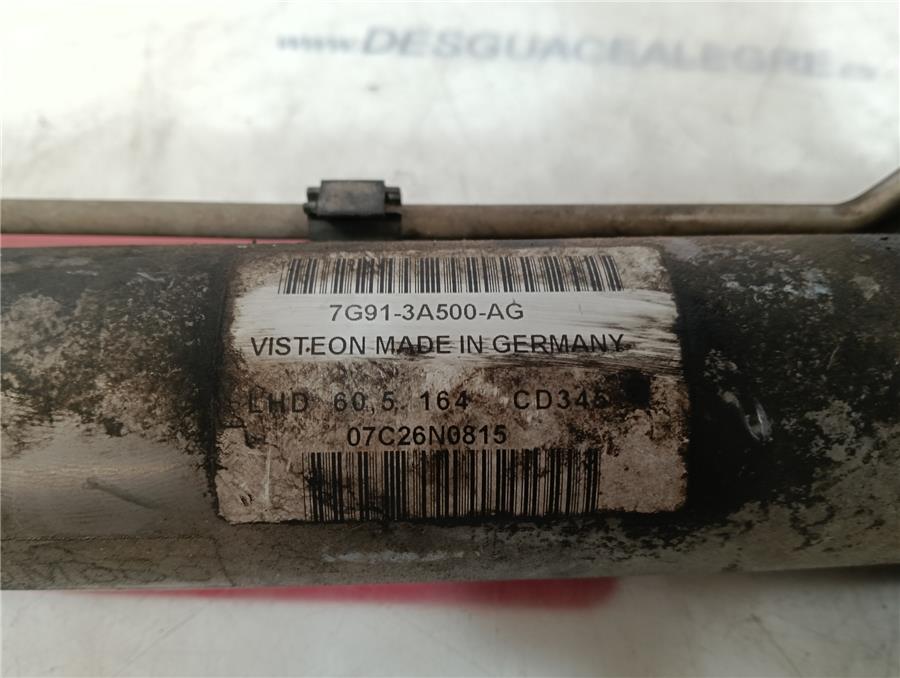 www.DESGUACEALEGRE.es
7G91-3A500-AG
VISTEON MADE IN GERMANY
LHD 60,5. 164 CD345
07C26N0815